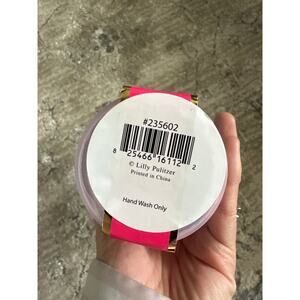 #235602
8 25466 16112 2
© Lilly Pulitzer
Printed in China
Hand Wash Only